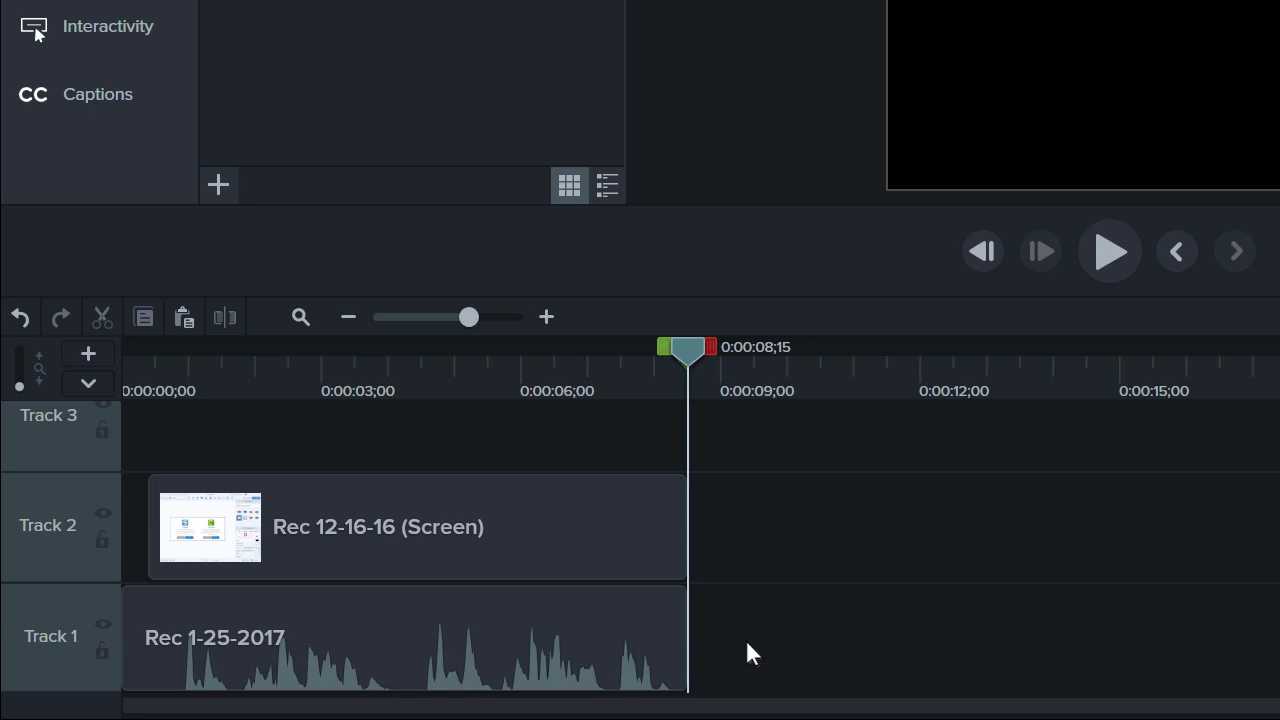 Interactivity
CC Captions
0:00:08;15
0:00:00;00 0:00:03;00 0:00:06;00 0:00:09;00 0:00:12;00 0:00:15;00
Track 3
Track 2
Rec 12-16-16 (Screen)
Track 1
Rec 1-25-2017